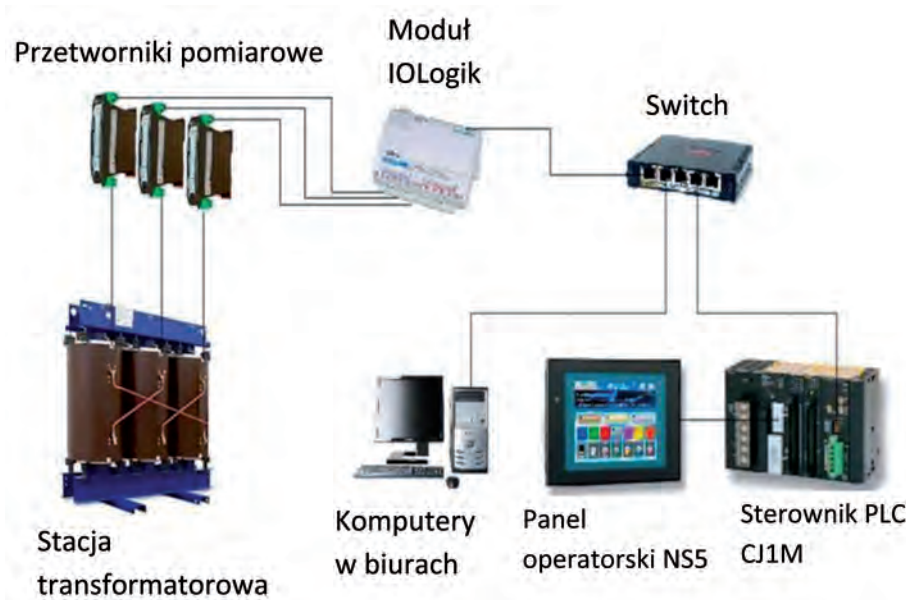 Przetworniki pomiarowe
Moduł
IOLogik
Switch
Komputery
w biurach
Panel
operatorski NS5
Sterownik PLC
CJ1M
Stacja
transformatorowa